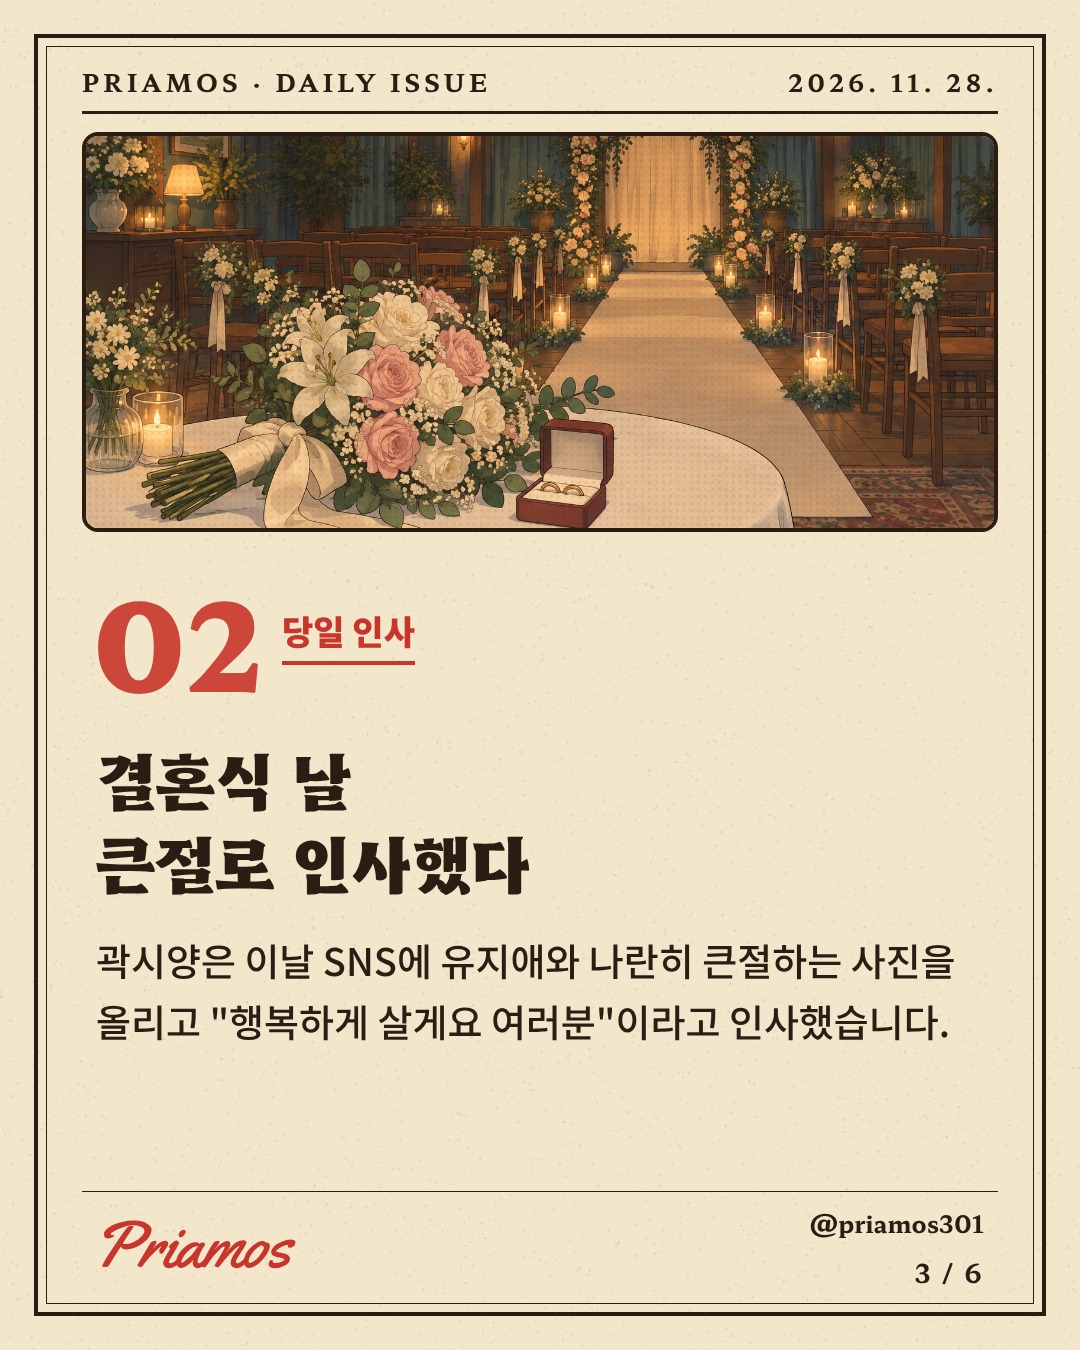 PRIAMOS · DAILY ISSUE
2026. 11. 28.
02
당일 인사
결혼식 날
큰절로 인사했다
곽시양은 이날 SNS에 유지애와 나란히 큰절하는 사진을
올리고 "행복하게 살게요 여러분"이라고 인사했습니다.
Priamos
@priamos301
3 / 6